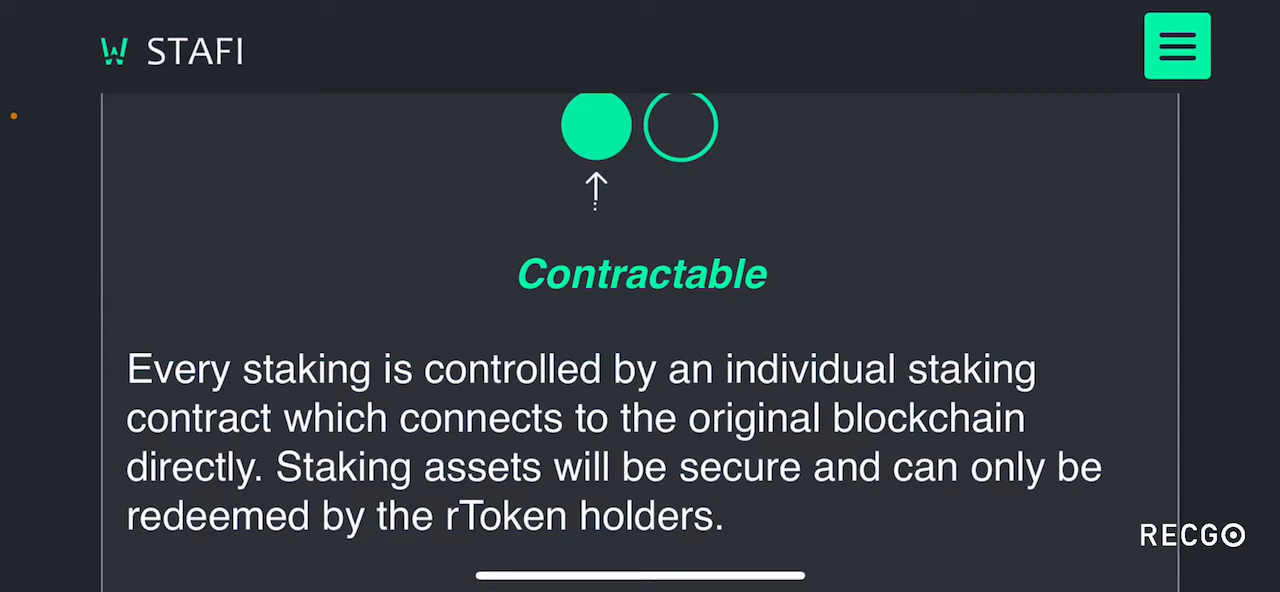 STAFI
Contractable
Every staking is controlled by an individual staking
contract which connects to the original blockchain
directly. Staking assets will be secure and can only be
redeemed by the rToken holders.
RECGO